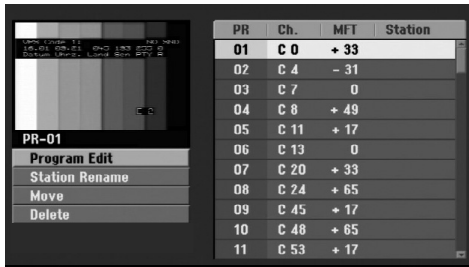 PR-01
Program Edit
Station Rename
Move
Delete
PR Ch. MFT Station
01 C 0 + 33
02 C 4 - 31
03 C 7 0
04 C 8 + 49
05 C 11 + 17
06 C 13 0
07 C 20 + 33
08 C 24 + 65
09 C 45 + 17
10 C 48 + 65
11 C 53 + 17